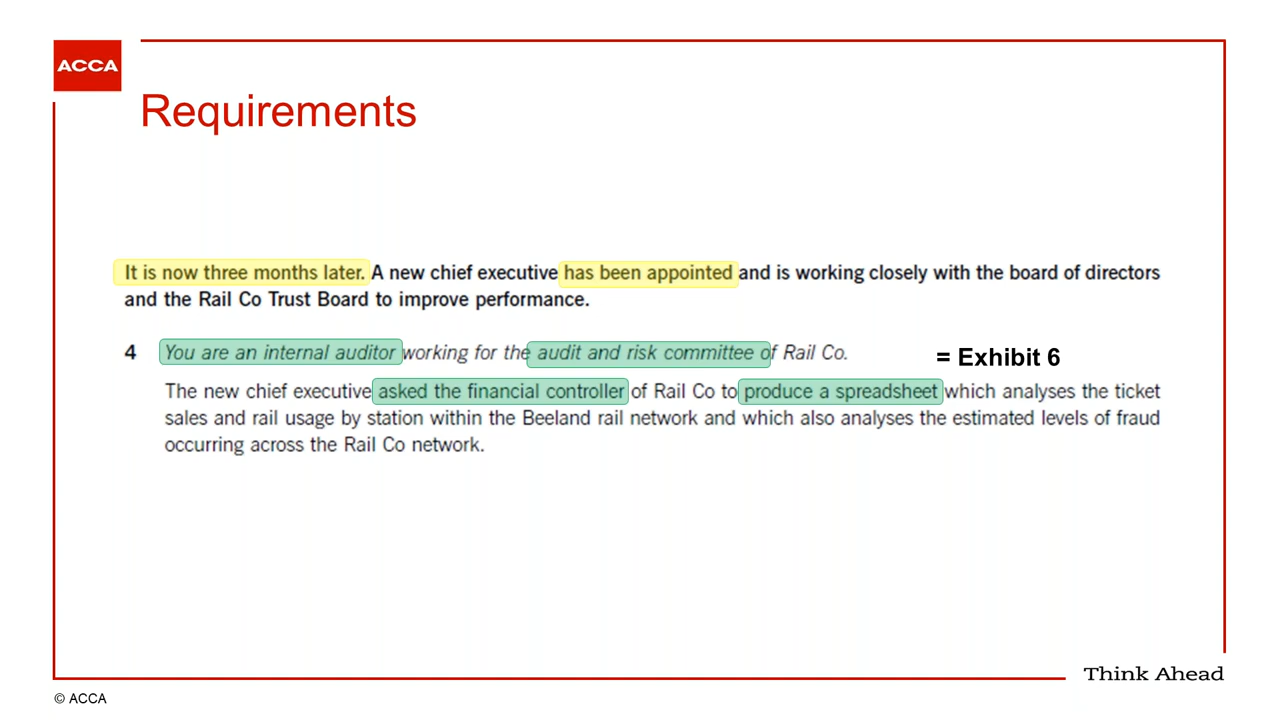 ACCA
Requirements
It is now three months later. A new chief executive has been appointed and is working closely with the board of directors
and the Rail Co Trust Board to improve performance.
4 You are an internal auditor working for the audit and risk committee of Rail Co.
= Exhibit 6
The new chief executive asked the financial controller of Rail Co to produce a spreadsheet which analyses the ticket
sales and rail usage by station within the Beeland rail network and which also analyses the estimated levels of fraud
occurring across the Rail Co network.
Think Ahead
© ACCA